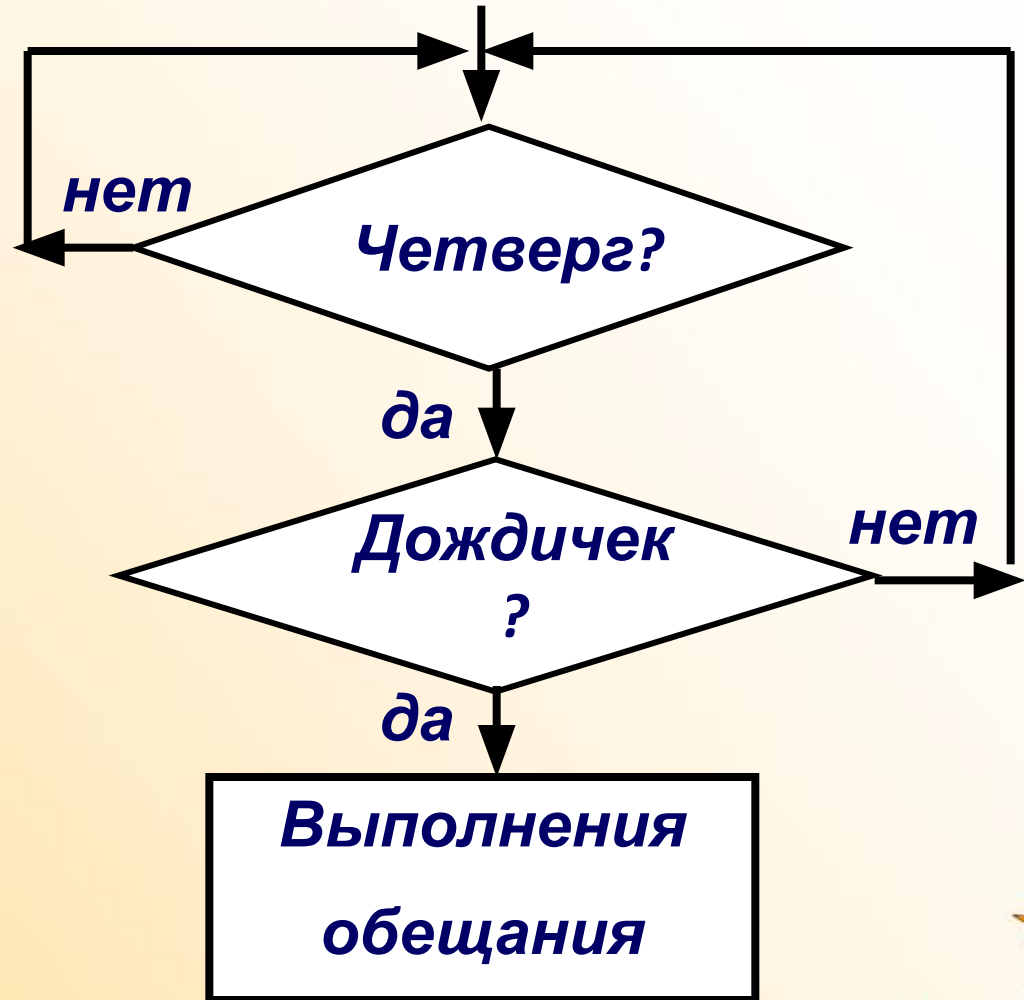 нет
Четверг?
да
Дождичек
?
нет
да
Выполнения
обещания